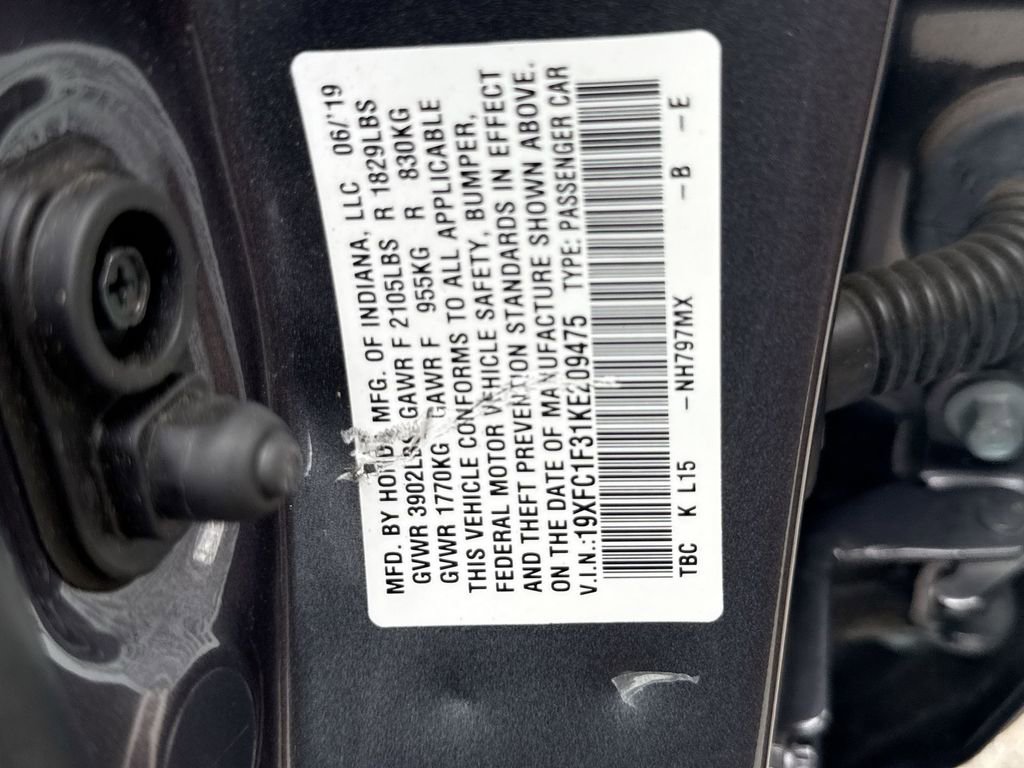 MFD. BY HONDA MFG. OF INDIANA, LLC 06/'19
GVWR 3902LBS GAWR F 2105LBS R 1829LBS
GVWR 1770KG GAWR F 955KG R 830KG
THIS VEHICLE CONFORMS TO ALL APPLICABLE
FEDERAL MOTOR VEHICLE SAFETY, BUMPER,
AND THEFT PREVENTION STANDARDS IN EFFECT
ON THE DATE OF MANUFACTURE SHOWN ABOVE.
V.I.N.:19XFC1F31KE209475 TYPE: PASSENGER CAR
TBC K L15 -NH797MX -B -E